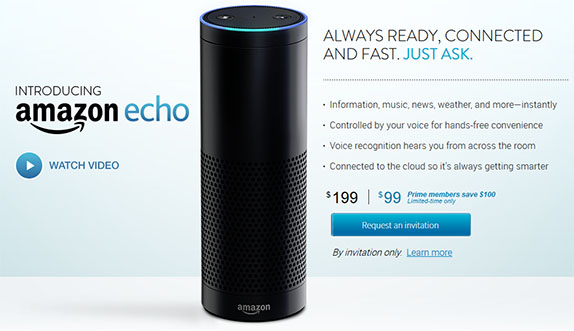 INTRODUCING
amazon echo
WATCH VIDEO
amazon
ALWAYS READY, CONNECTED
AND FAST. JUST ASK.
• Information, music, news, weather, and more—instantly
• Controlled by your voice for hands-free convenience
• Voice recognition hears you from across the room
• Connected to the cloud so it's always getting smarter
$199 | $99 Prime members save $100
Limited-time only
Request an invitation
By invitation only. Learn more